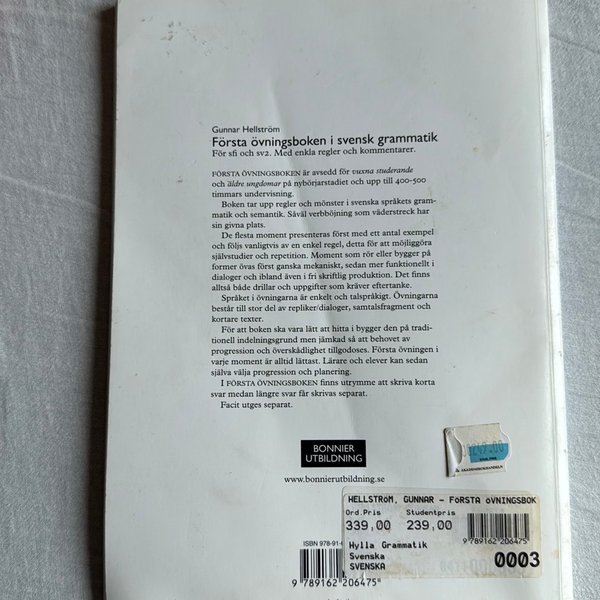 Gunnar Hellström
Första övningsboken i svensk grammatik
För sfi och sv2. Med enkla regler och kommentarer.
FÖRSTA ÖVNINGSBOKEN är avsedd för vuxna studerande
och äldre ungdomar på nybörjarstadiet och upp till 400-500
timmars undervisning.
Boken tar upp regler och mönster i svenska språkets gram-
matik och semantik. Såväl verbböjning som väderstreck har
sin givna plats.
De flesta moment presenteras först med ett antal exempel
och följs vanligtvis av en enkel regel, detta för att möjliggöra
självstudier och repetition. Moment som rör eller bygger på
former övas först ganska mekaniskt, sedan mer funktionellt i
dialoger och ibland även i fri skriftlig produktion. Det finns
alltså både drillar och uppgifter som kräver eftertanke.
Språket i övningarna är enkelt och talspråkigt. Övningarna
består till stor del av repliker/dialoger, samtalsfragment och
kortare texter.
För att boken ska vara lätt att hitta i bygger den på tradi-
tionell indelningsgrund men jämkad så att behovet av
progression och överskådlighet tillgodoses. Första övningen i
varje moment är alltid lättast. Lärare och elever kan sedan
själva välja progression och planering.
I FÖRSTA ÖVNINGSBOKEN finns utrymme att skriva korta
svar medan längre svar får skrivas separat.
Facit utges separat.
BONNIER
UTBILDNING
www.bonnierutbildning.se
249.00
AKADEMIBOKHANDELN
HELLSTRöM, GUNNAR - FöRSTA öVNINGSBOK
Ord.Pris Studentpris
339,00 239,00
9 789162 206475
Hylla Grammatik
Svenska
SVENSKA 0003
ISBN 978-91-
9 789162 206475